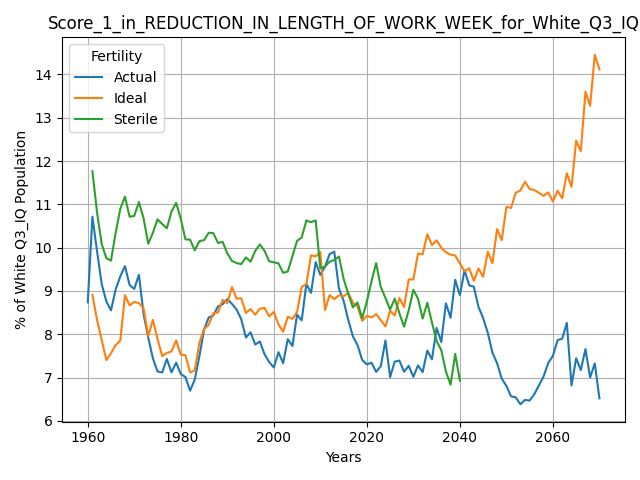 Score_1_in_REDUCTION_IN_LENGTH_OF_WORK_WEEK_for_White_Q3_IQ
Fertility
Actual
Ideal
Sterile
% of White Q3_IQ Population
14
13
12
11
10
9
8
7
6
1960
1980
2000
2020
2040
2060
Years